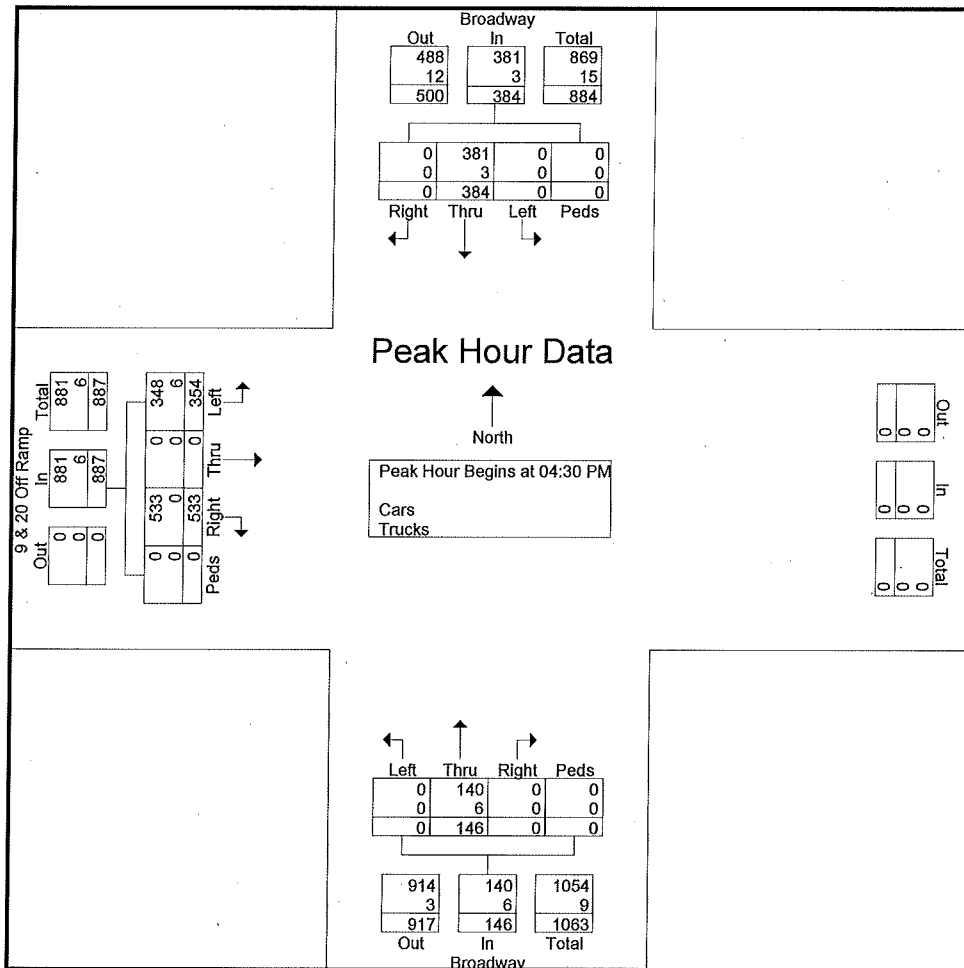 Broadway
Out In Total
488 381 869
12 3 15
500 384 884
0 381 0 0
0 3 0 0
0 384 0 0
Right Thru Left Peds
Peak Hour Data
North
Peak Hour Begins at 04:30 PM
Cars
Trucks
9 & 20 Off Ramp
Out In Total
0 881 881
0 6 6
0 887 887
Peds Right Thru Left
0 533 0 348
0 0 0 6
0 533 0 354
Out In Total
0 0 0
0 0 0
0 0 0
Left Thru Right Peds
0 140 0 0
0 6 0 0
0 146 0 0
914 140 1054
3 6 9
917 146 1063
Out In Total
Broadway